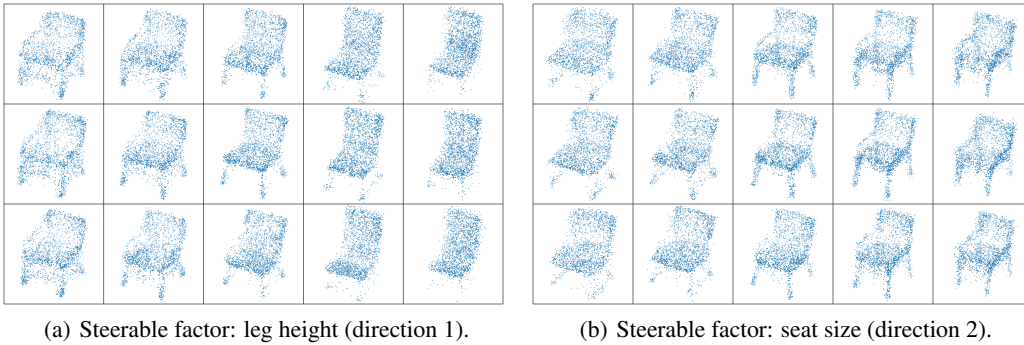 (a) Steerable factor: leg height (direction 1).
(b) Steerable factor: seat size (direction 2).